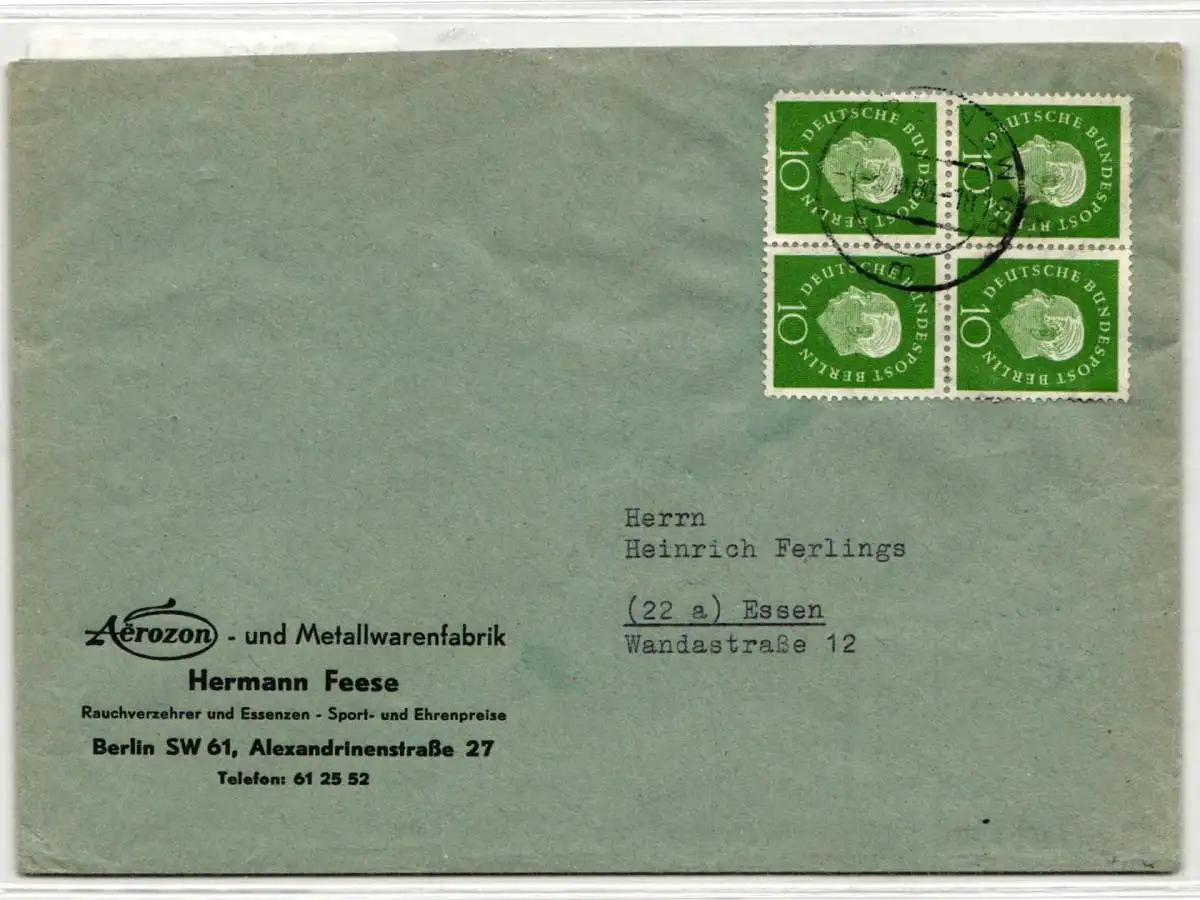 DEUTSCHE BUNDESPOST BERLIN
10
DEUTSCHE BUNDESPOST BERLIN
10
DEUTSCHE BUNDESPOST BERLIN
10
DEUTSCHE BUNDESPOST BERLIN
10
Herrn
Heinrich Ferlings
(22 a) Essen
Wandastraße 12
Aërozon - und Metallwarenfabrik
Hermann Feese
Rauchverzehrer und Essenzen - Sport- und Ehrenpreise
Berlin SW 61, Alexandrinenstraße 27
Telefon: 61 25 52